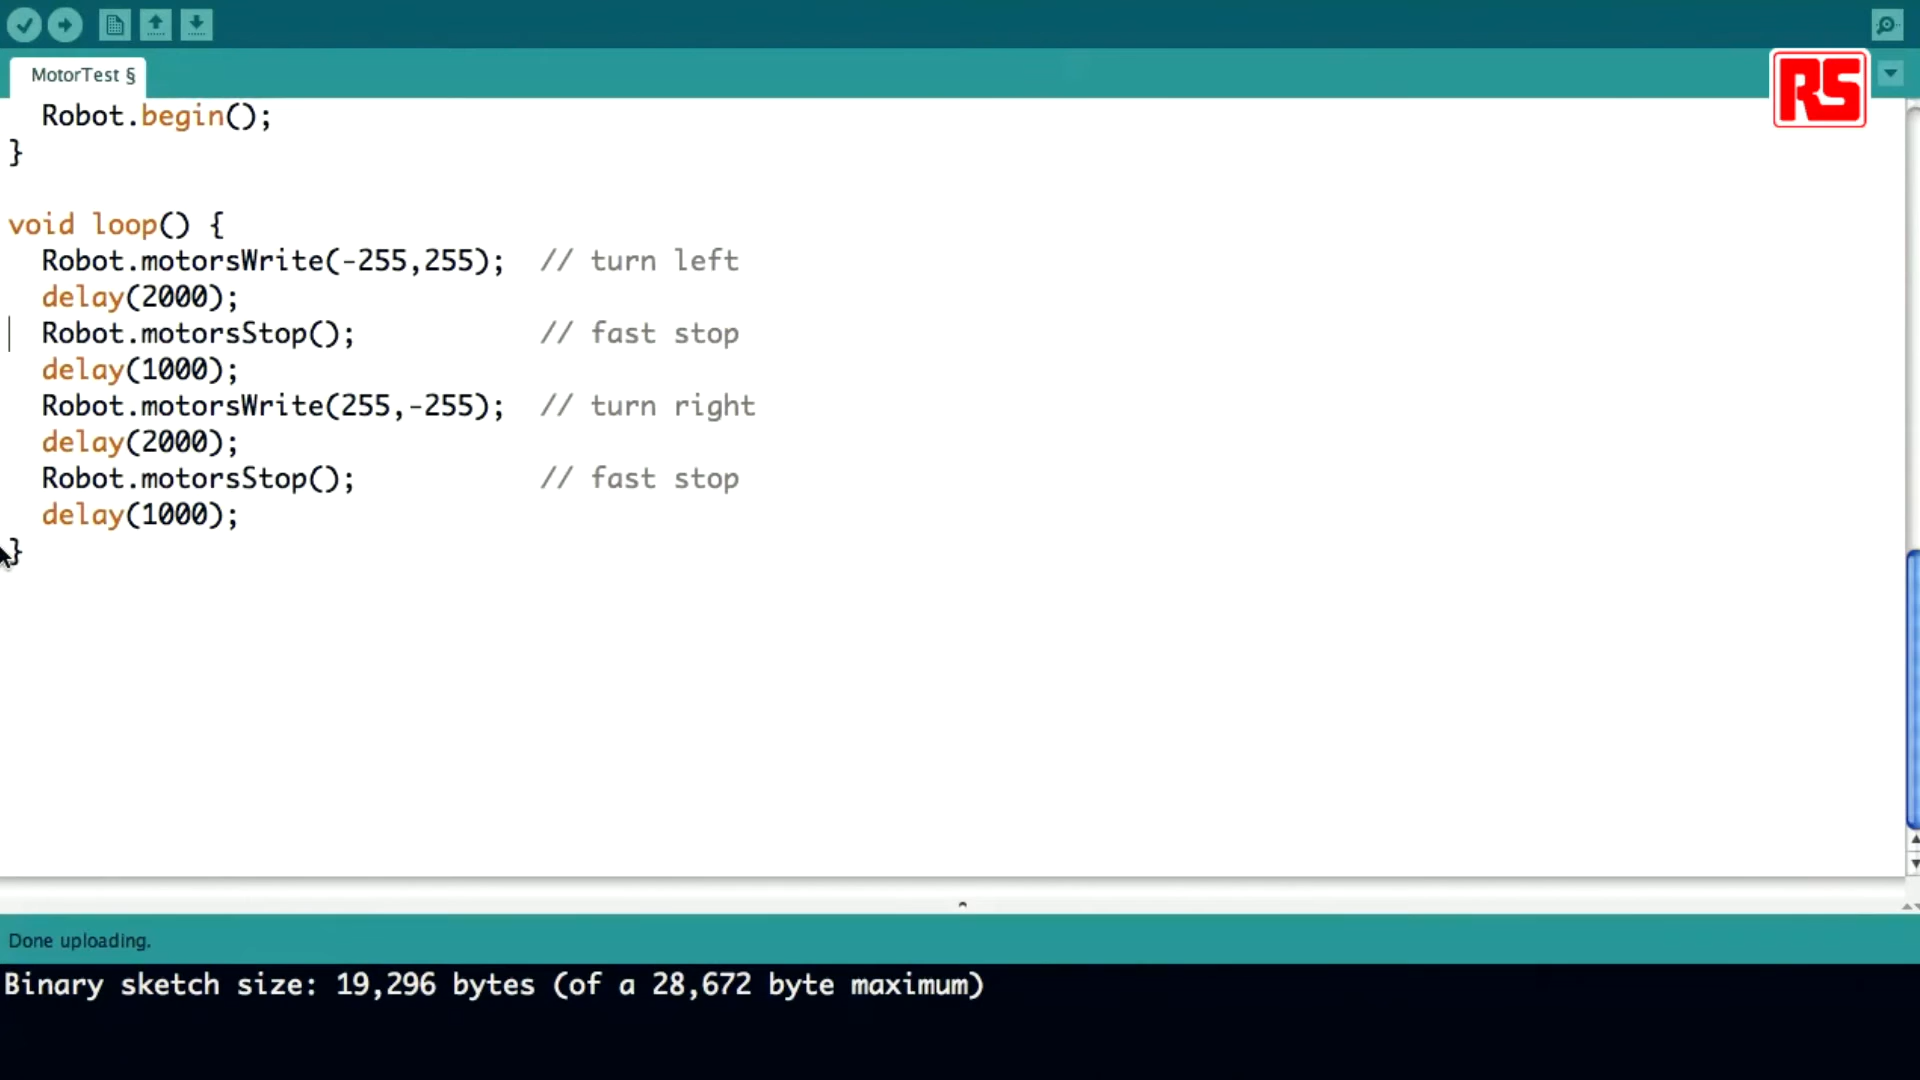 MotorTest §
RS
Robot.begin();
}
void loop() {
Robot.motorsWrite(-255,255);  // turn left
delay(2000);
Robot.motorsStop();           // fast stop
delay(1000);
Robot.motorsWrite(255,-255);  // turn right
delay(2000);
Robot.motorsStop();           // fast stop
delay(1000);
}
Done uploading.
Binary sketch size: 19,296 bytes (of a 28,672 byte maximum)